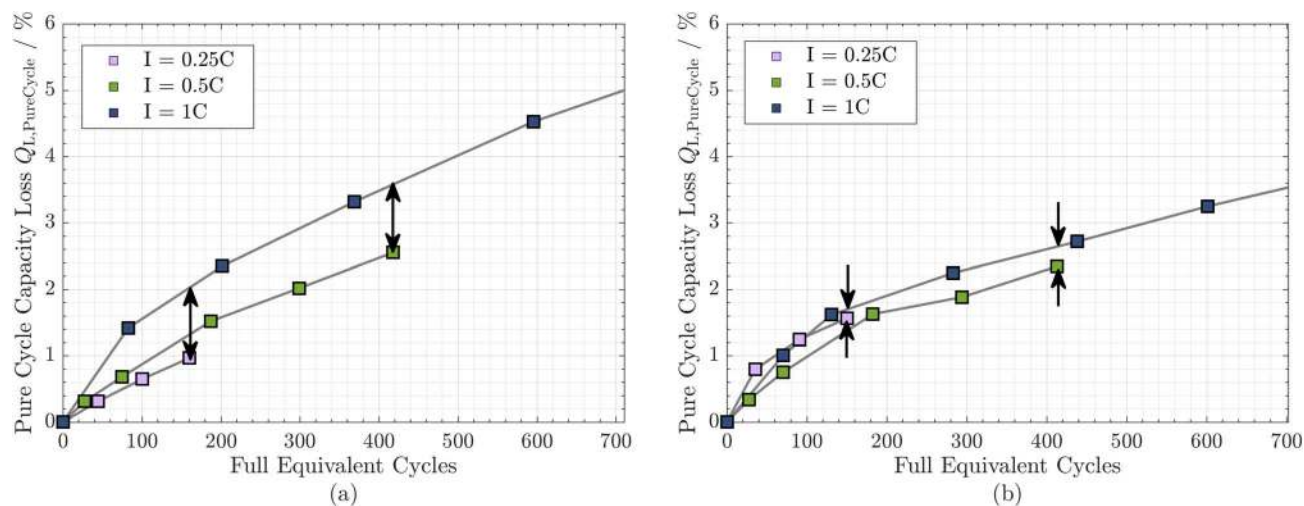 Pure Cycle Capacity Loss Q_L,PureCycle / %
6
5
4
3
2
1
0
I = 0.25C
I = 0.5C
I = 1C
0 100 200 300 400 500 600 700
Full Equivalent Cycles
(a)
Pure Cycle Capacity Loss Q_L,PureCycle / %
6
5
4
3
2
1
0
I = 0.25C
I = 0.5C
I = 1C
0 100 200 300 400 500 600 700
Full Equivalent Cycles
(b)